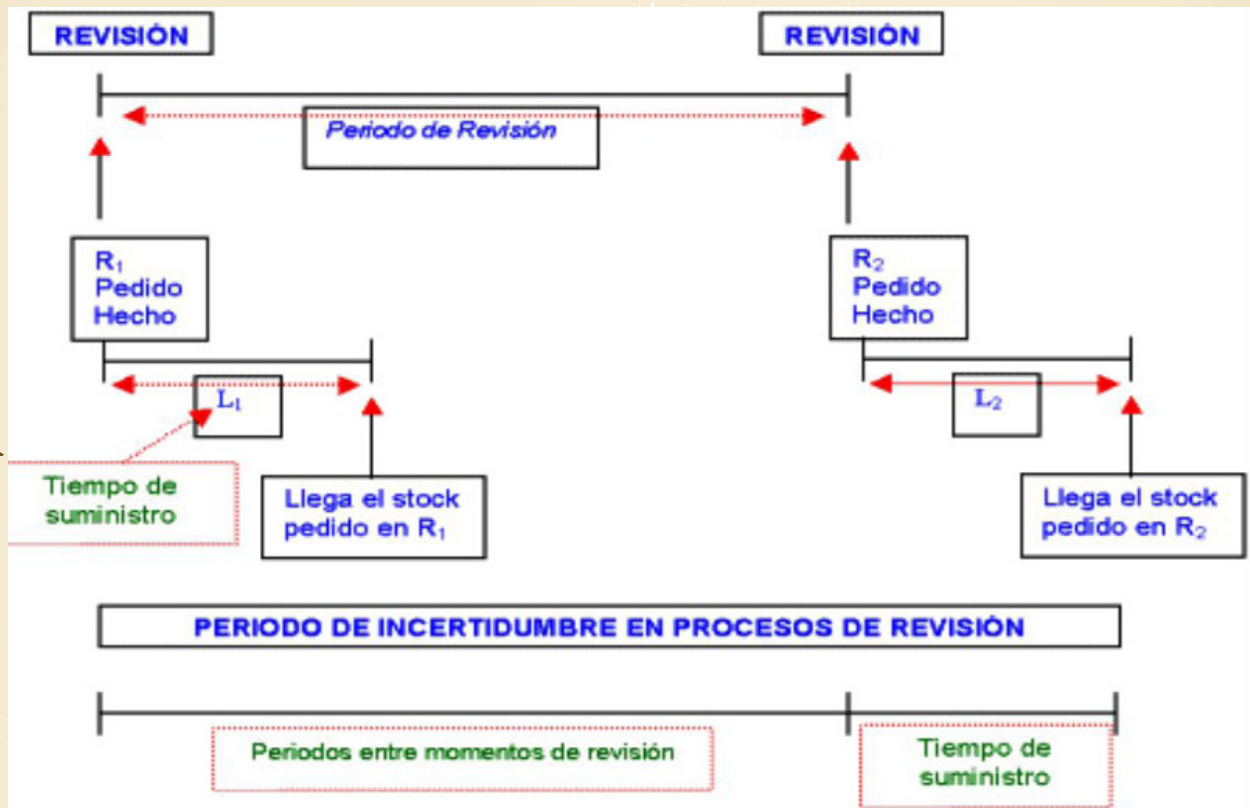 REVISIÓN
REVISIÓN
Periodo de Revisión
R₁
Pedido
Hecho
R₂
Pedido
Hecho
L₁
L₂
Tiempo de
suministro
Llega el stock
pedido en R₁
Llega el stock
pedido en R₂
PERIODO DE INCERTIDUMBRE EN PROCESOS DE REVISIÓN
Periodos entre momentos de revisión
Tiempo de
suministro